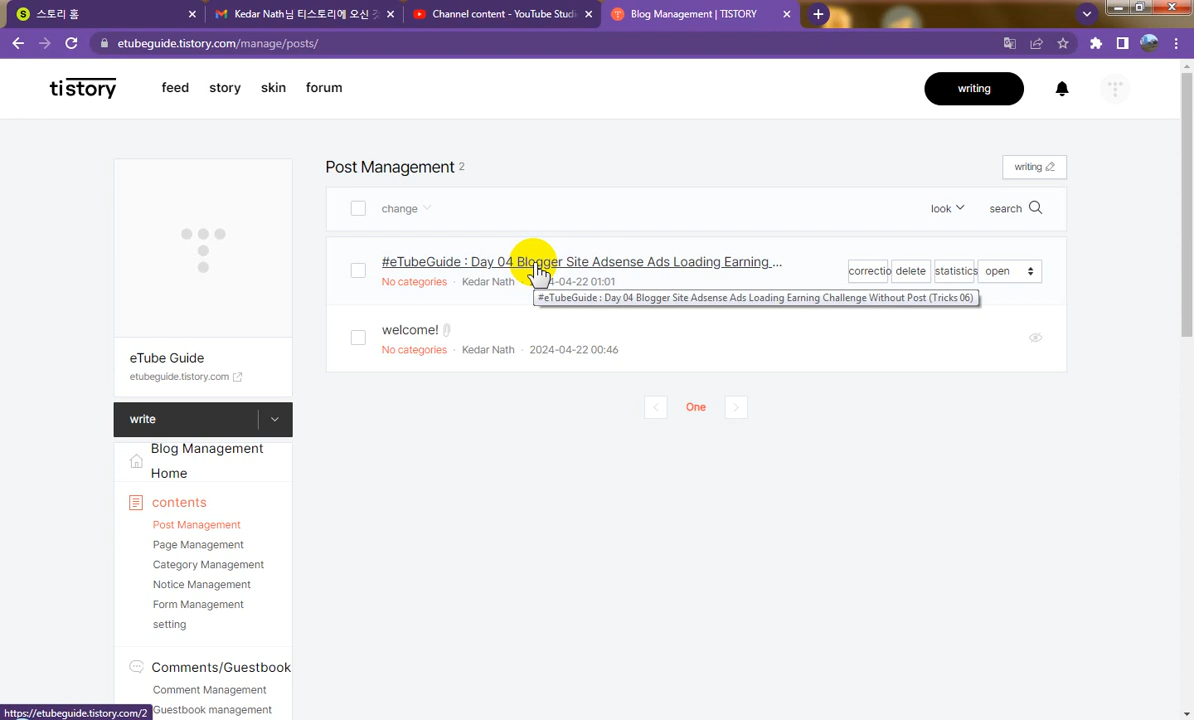 스토리 홈
Kedar Nath님 티스토리에 오신 것
Channel content - YouTube Studi
Blog Management | TISTORY
etubeguide.tistory.com/manage/posts/
tistory
feed
story
skin
forum
writing
Post Management 2
writing
change
look
search
#eTubeGuide : Day 04 Blogger Site Adsense Ads Loading Earning ...
correctio
delete
statistics
open
No categories · Kedar Nath 24-04-22 01:01
#eTubeGuide : Day 04 Blogger Site Adsense Ads Loading Earning Challenge Without Post (Tricks 06)
welcome!
No categories · Kedar Nath · 2024-04-22 00:46
One
eTube Guide
etubeguide.tistory.com
write
Blog Management
Home
contents
Post Management
Page Management
Category Management
Notice Management
Form Management
setting
Comments/Guestbook
Comment Management
Guestbook management
https://etubeguide.tistory.com/2